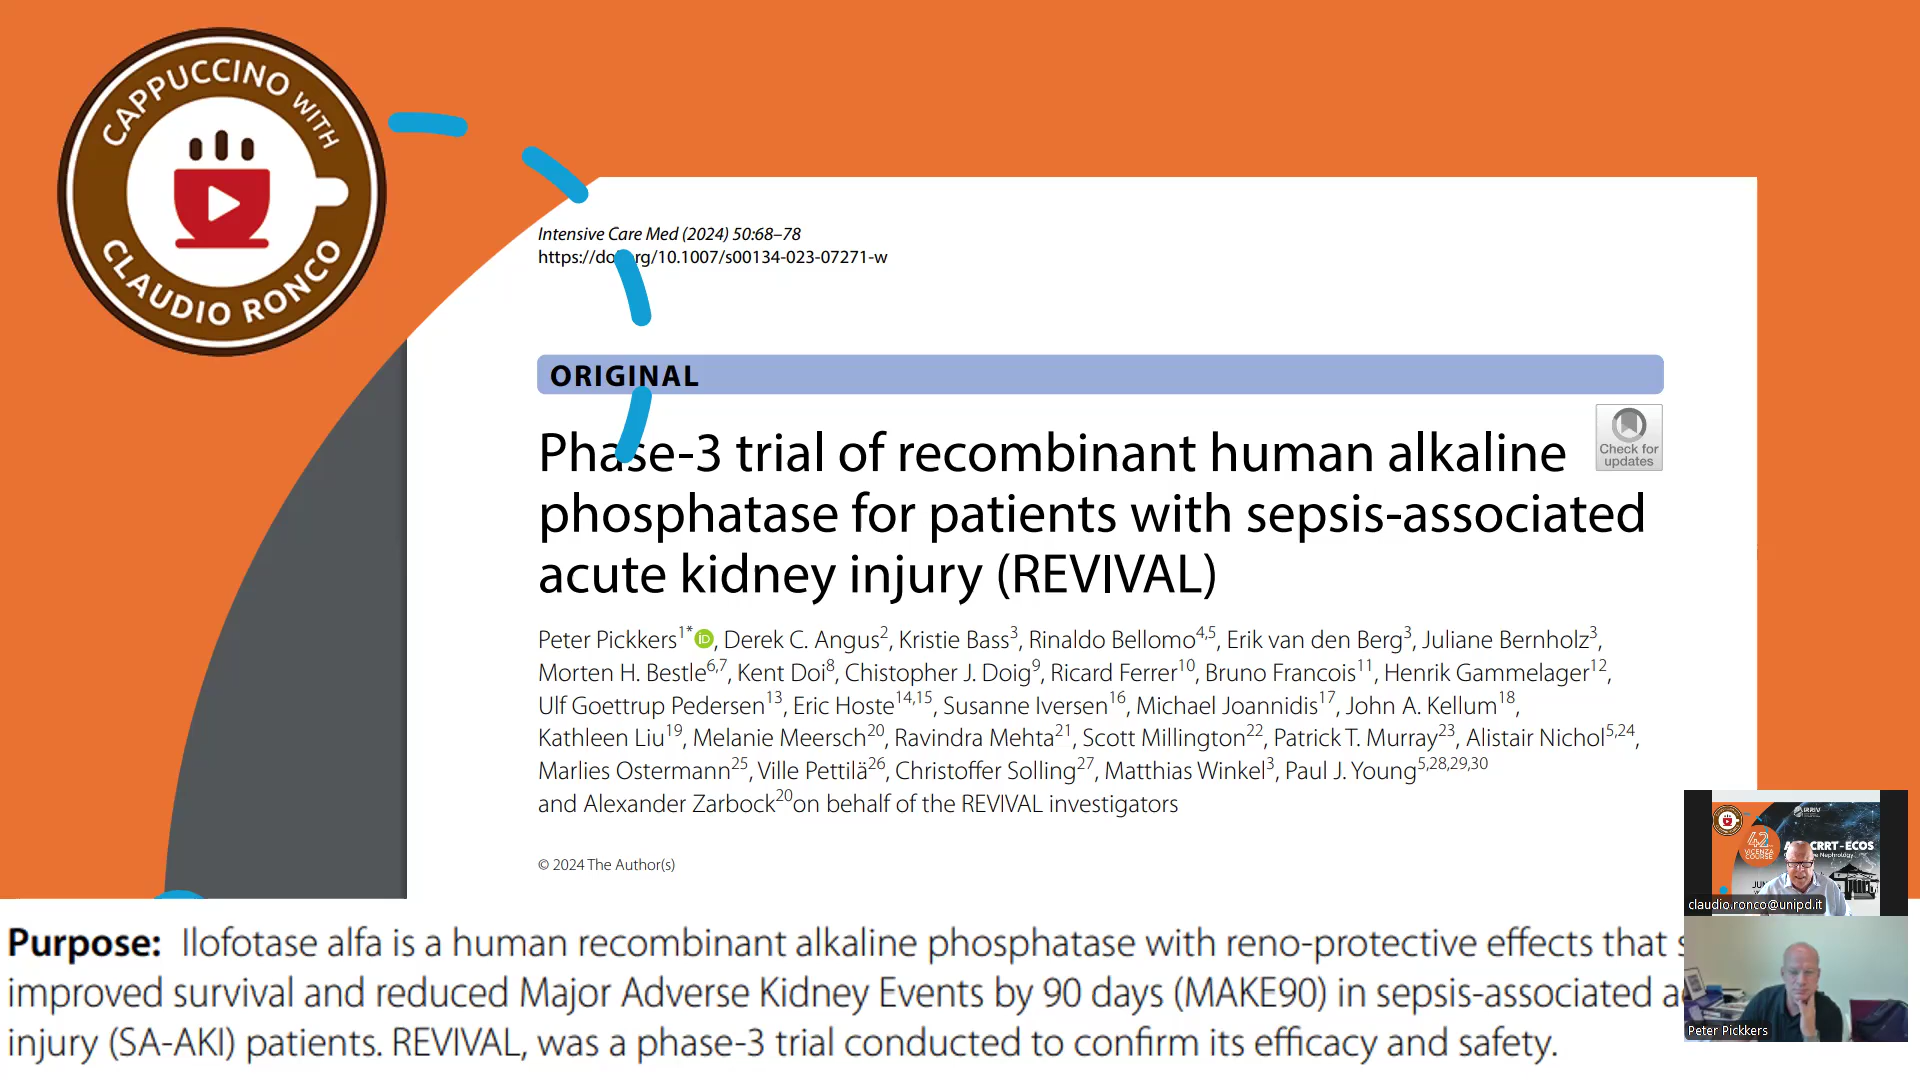 CAPPUCCINO WITH
CLAUDIO RONCO
Intensive Care Med (2024) 50:68–78
https://do rg/10.1007/s00134-023-07271-w
ORIGINAL
Check for
updates
Phase-3 trial of recombinant human alkaline
phosphatase for patients with sepsis-associated
acute kidney injury (REVIVAL)
Peter Pickkers1*iD, Derek C. Angus2, Kristie Bass3, Rinaldo Bellomo4,5, Erik van den Berg3, Juliane Bernholz3,
Morten H. Bestle6,7, Kent Doi8, Chistopher J. Doig9, Ricard Ferrer10, Bruno Francois11, Henrik Gammelager12,
Ulf Goettrup Pedersen13, Eric Hoste14,15, Susanne Iversen16, Michael Joannidis17, John A. Kellum18,
Kathleen Liu19, Melanie Meersch20, Ravindra Mehta21, Scott Millington22, Patrick T. Murray23, Alistair Nichol5,24,
Marlies Ostermann25, Ville Pettilä26, Christoffer Solling27, Matthias Winkel3, Paul J. Young5,28,29,30
and Alexander Zarbock20on behalf of the REVIVAL investigators
© 2024 The Author(s)
42
VICENZA
COURSE
CRRT-ECOS
Nephrology
claudio.ronco@unipd.it
Peter Pickkers
Purpose: Ilofotase alfa is a human recombinant alkaline phosphatase with reno-protective effects that
improved survival and reduced Major Adverse Kidney Events by 90 days (MAKE90) in sepsis-associated
injury (SA-AKI) patients. REVIVAL, was a phase-3 trial conducted to confirm its efficacy and safety.